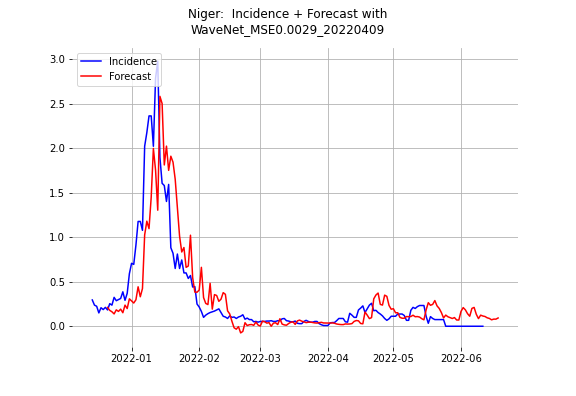 Niger:  Incidence + Forecast with
WaveNet_MSE0.0029_20220409
Incidence
Forecast
3.0
2.5
2.0
1.5
1.0
0.5
0.0
2022-01 2022-02 2022-03 2022-04 2022-05 2022-06